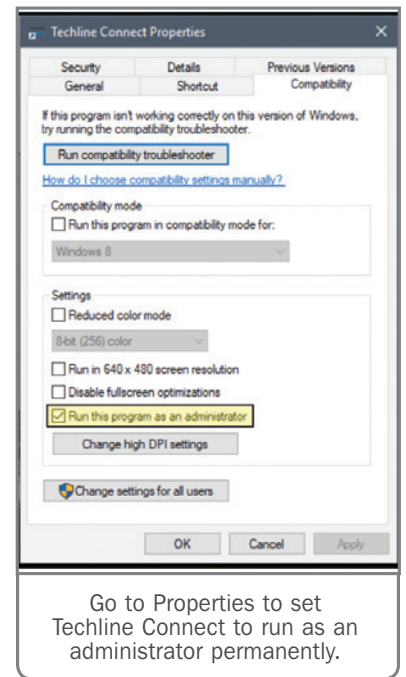 Techline Connect Properties
Security Details Previous Versions
General Shortcut Compatibility
If this program isn't working correctly on this version of Windows,
try running the compatibility troubleshooter.
Run compatibility troubleshooter
How do I choose compatibility settings manually?
Compatibility mode
Run this program in compatibility mode for:
Windows 8
Settings
Reduced color mode
8-bit (256) color
Run in 640 x 480 screen resolution
Disable fullscreen optimizations
Run this program as an administrator
Change high DPI settings
Change settings for all users
OK Cancel Apply
Go to Properties to set
Techline Connect to run as an
administrator permanently.